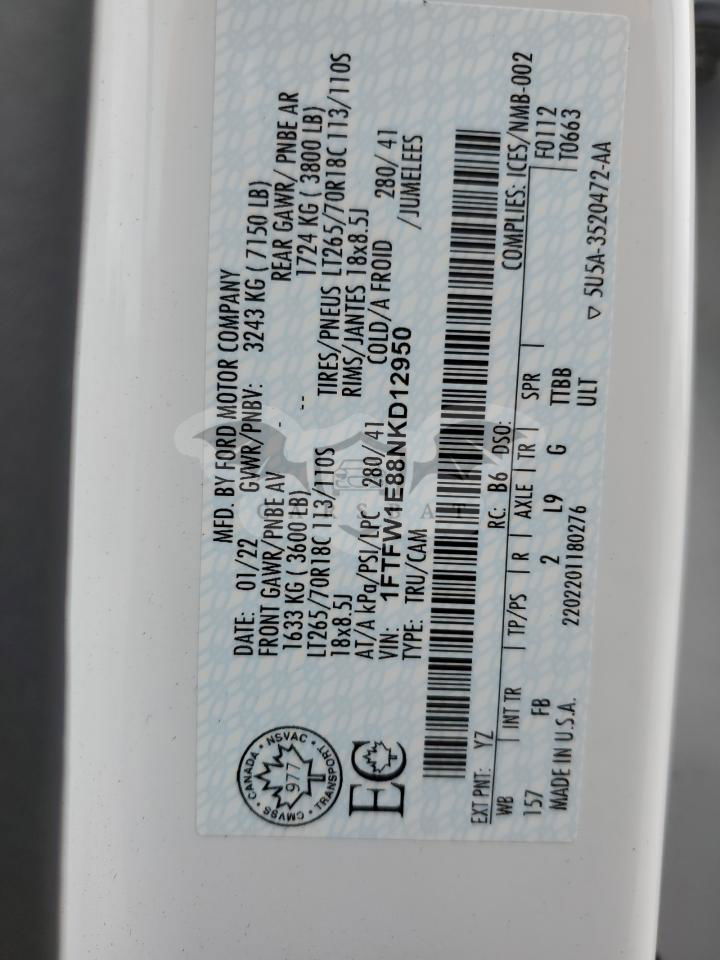 MFD. BY FORD MOTOR COMPANY
DATE: 01/22 GVWR/PNBV: 3243 KG ( 7150 LB)
FRONT GAWR/PNBE AV - REAR GAWR/ PNBE AR
1633 KG ( 3600 LB) -- 1724 KG ( 3800 LB)
LT265/70R18C 113/110S TIRES/PNEUS LT265/70R18C 113/110S
18x8.5J RIMS/JANTES 18x8.5J
AT/A kPa/PSI/LPC 280/ 41 COLD/A FROID 280/ 41
VIN: 1FTFW1E88NKD12950 /JUMELEES
TYPE: TRU/CAM
CANADA • NSVAC • TRANSPORT • CMVSS •
977
EC
EXT PNT: YZ RC: B6 DSO: COMPLIES: ICES/NMB-002
WB INT TR TP/PS R AXLE TR SPR F0112
T0663
157 FB 2 L9 G TTBB
ULT
MADE IN U.S.A. 2202201180276 ▽ 5U5A-3520472-AA
CARSGATE